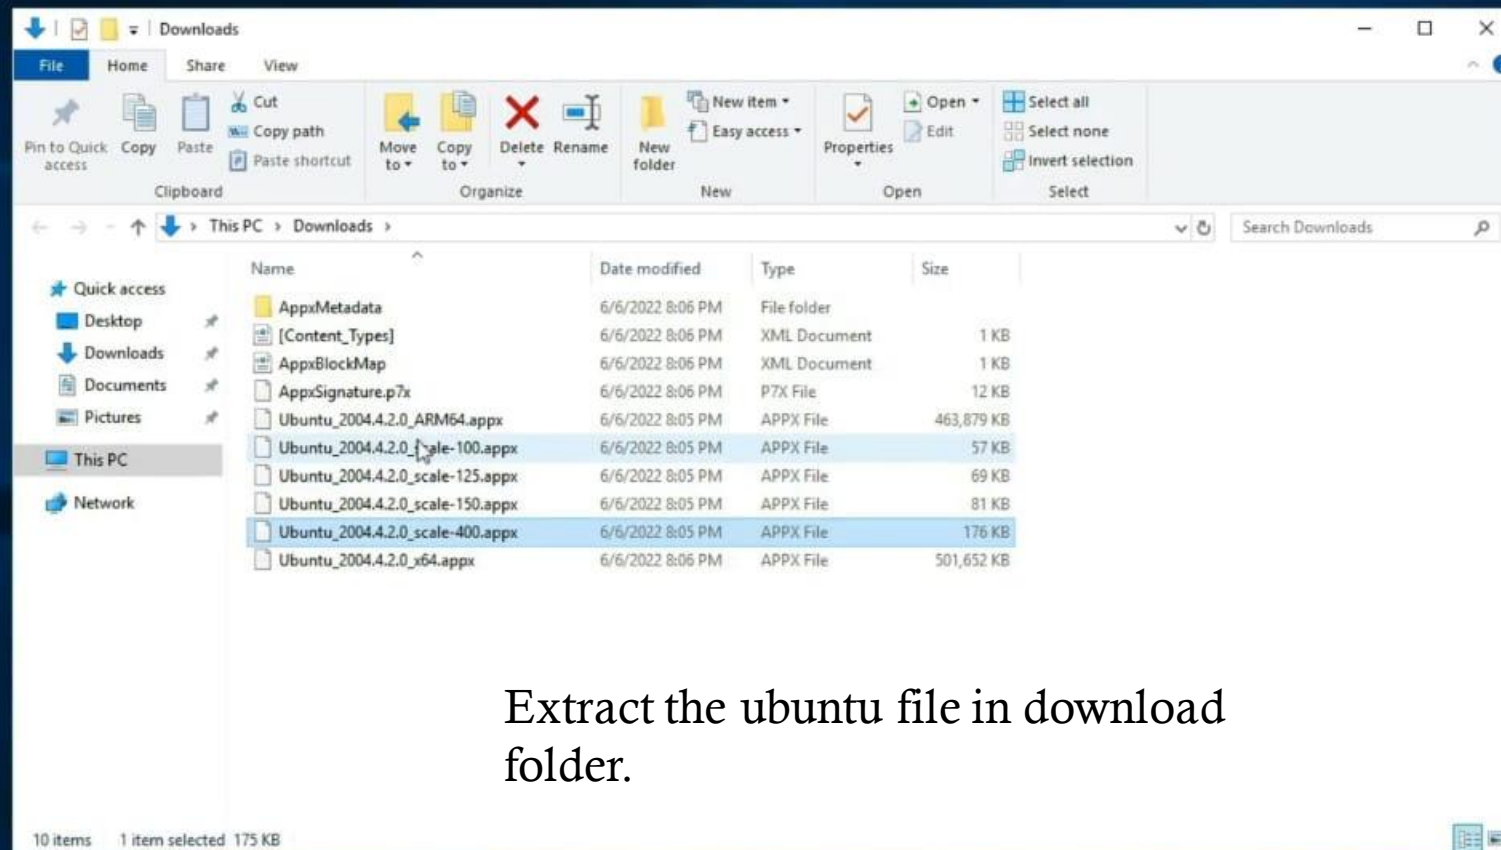 Downloads
File Home Share View
Pin to Quick access Copy Paste Cut Copy path Paste shortcut Move to Copy to Delete Rename New folder New item Easy access Properties Open Edit Select all Select none Invert selection
Clipboard Organize New Open Select
This PC > Downloads > Search Downloads
Name Date modified Type Size
Quick access
Desktop
Downloads
Documents
Pictures
This PC
Network
AppxMetadata 6/6/2022 8:06 PM File folder
[Content_Types] 6/6/2022 8:06 PM XML Document 1 KB
AppxBlockMap 6/6/2022 8:06 PM XML Document 1 KB
AppxSignature.p7x 6/6/2022 8:06 PM P7X File 12 KB
Ubuntu_2004.4.2.0_ARM64.appx 6/6/2022 8:06 PM APPX File 463,879 KB
Ubuntu_2004.4.2.0_scale-100.appx 6/6/2022 8:05 PM APPX File 57 KB
Ubuntu_2004.4.2.0_scale-125.appx 6/6/2022 8:05 PM APPX File 69 KB
Ubuntu_2004.4.2.0_scale-150.appx 6/6/2022 8:05 PM APPX File 81 KB
Ubuntu_2004.4.2.0_scale-400.appx 6/6/2022 8:05 PM APPX File 176 KB
Ubuntu_2004.4.2.0_x64.appx 6/6/2022 8:06 PM APPX File 501,652 KB
Extract the ubuntu file in download
folder.
10 items 1 item selected 175 KB